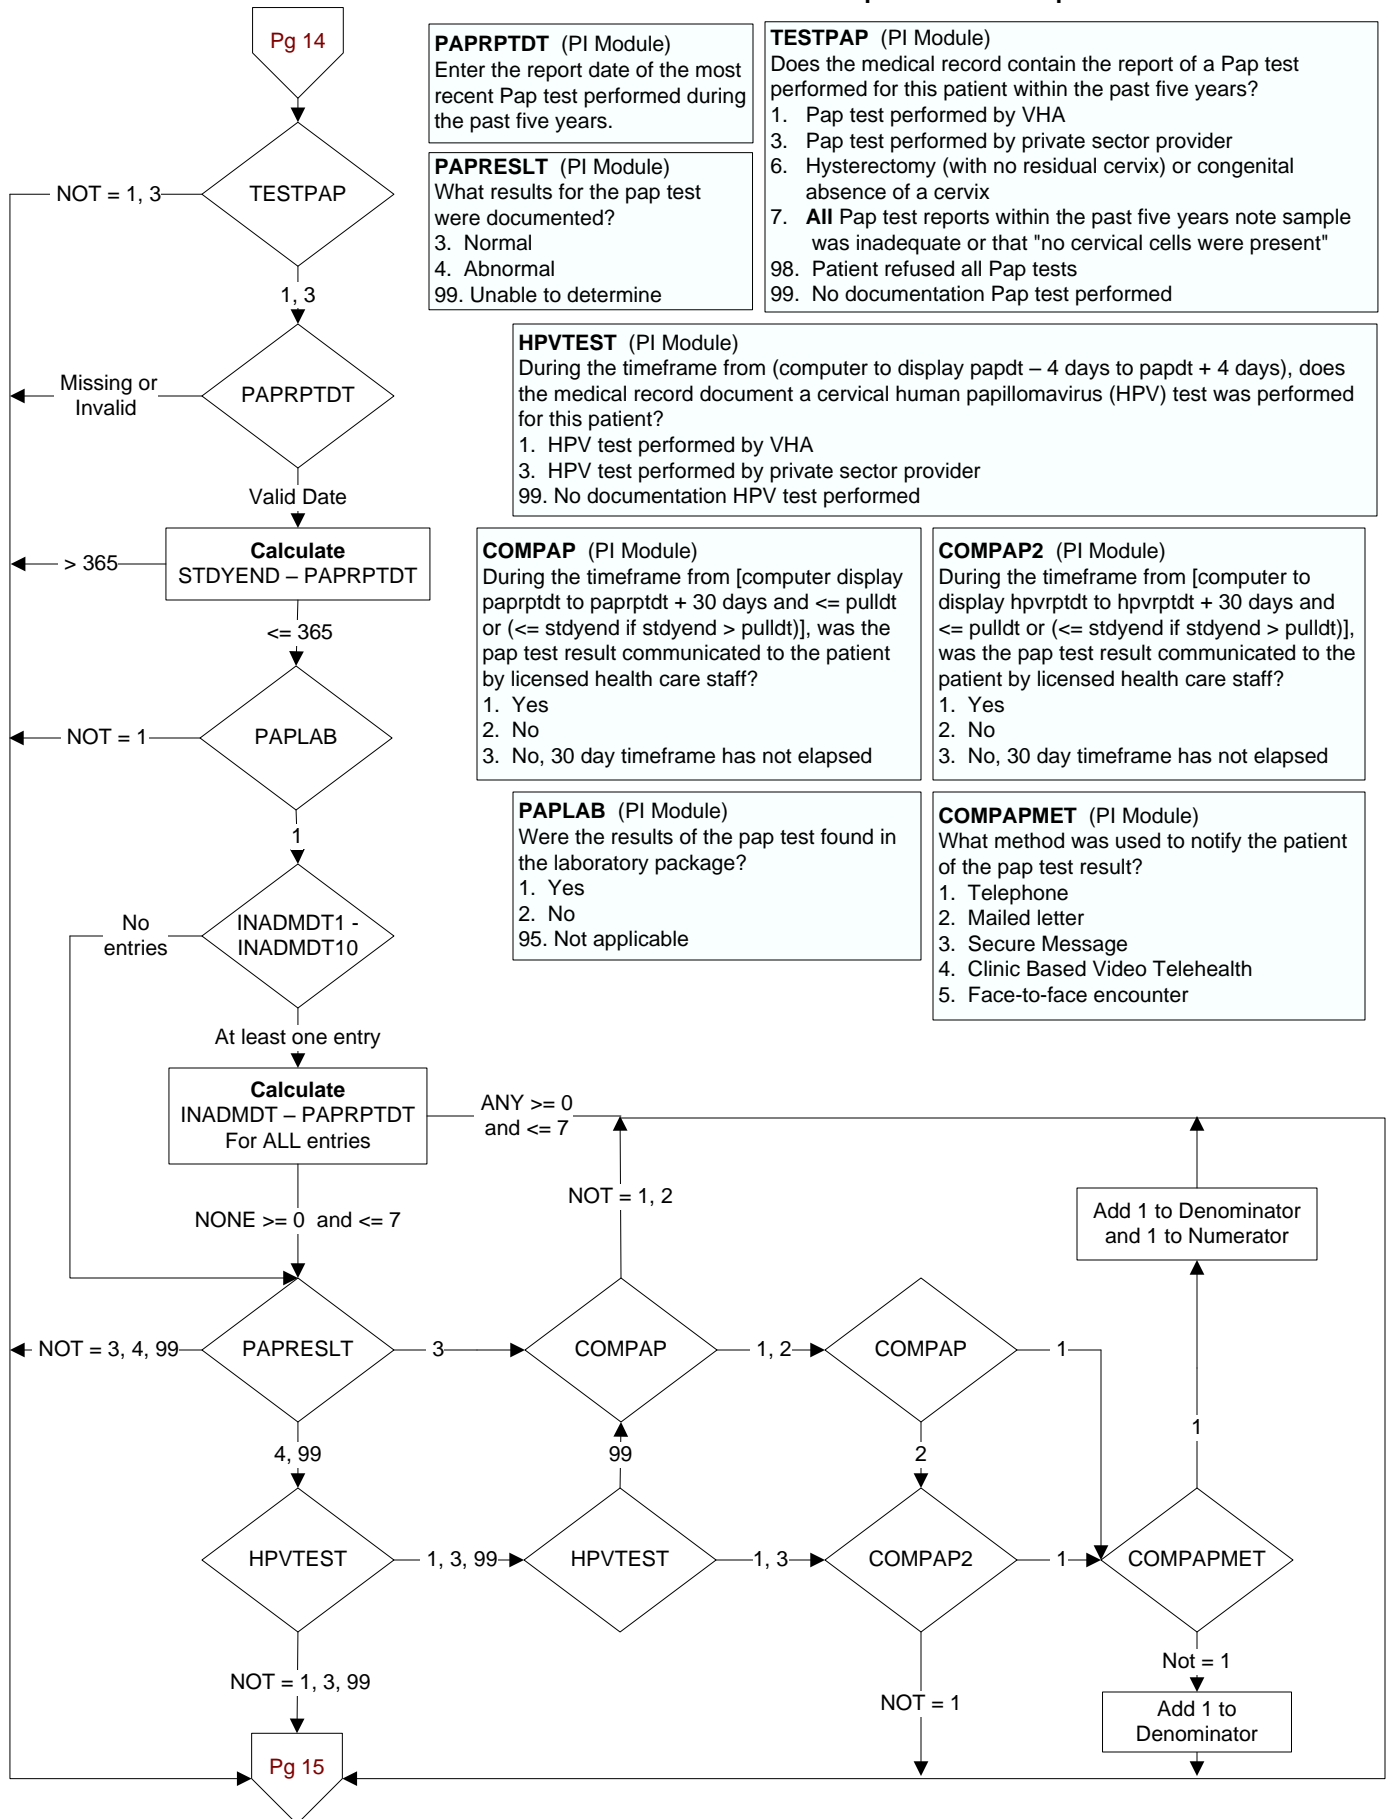 Pg 14
PAPRPTDT (PI Module)
Enter the report date of the most
recent Pap test performed during
the past five years.
TESTPAP (PI Module)
Does the medical record contain the report of a Pap test
performed for this patient within the past five years?
1. Pap test performed by VHA
3. Pap test performed by private sector provider
6. Hysterectomy (with no residual cervix) or congenital
absence of a cervix
7. All Pap test reports within the past five years note sample
was inadequate or that "no cervical cells were present"
98. Patient refused all Pap tests
99. No documentation Pap test performed
PAPRESLT (PI Module)
What results for the pap test
were documented?
3. Normal
4. Abnormal
99. Unable to determine
NOT = 1, 3
TESTPAP
1, 3
HPVTEST (PI Module)
During the timeframe from (computer to display papdt – 4 days to papdt + 4 days), does
the medical record document a cervical human papillomavirus (HPV) test was performed
for this patient?
1. HPV test performed by VHA
3. HPV test performed by private sector provider
99. No documentation HPV test performed
Missing or
Invalid
PAPRPTDT
Valid Date
Calculate
STDYEND – PAPRPTDT
> 365
<= 365
COMPAP (PI Module)
During the timeframe from [computer display
paprptdt to paprptdt + 30 days and <= pulldt
or (<= stdyend if stdyend > pulldt)], was the
pap test result communicated to the patient
by licensed health care staff?
1. Yes
2. No
3. No, 30 day timeframe has not elapsed
COMPAP2 (PI Module)
During the timeframe from [computer to
display hpvrptdt to hpvrptdt + 30 days and
<= pulldt or (<= stdyend if stdyend > pulldt)],
was the pap test result communicated to the
patient by licensed health care staff?
1. Yes
2. No
3. No, 30 day timeframe has not elapsed
NOT = 1
PAPLAB
1
PAPLAB (PI Module)
Were the results of the pap test found in
the laboratory package?
1. Yes
2. No
95. Not applicable
COMPAPMET (PI Module)
What method was used to notify the patient
of the pap test result?
1. Telephone
2. Mailed letter
3. Secure Message
4. Clinic Based Video Telehealth
5. Face-to-face encounter
No
entries
INADMDT1 -
INADMDT10
At least one entry
Calculate
INADMDT – PAPRPTDT
For ALL entries
ANY >= 0
and <= 7
NONE >= 0 and <= 7
NOT = 1, 2
Add 1 to Denominator
and 1 to Numerator
NOT = 3, 4, 99
PAPRESLT
3
COMPAP
1, 2
COMPAP
1
4, 99
99
2
1
HPVTEST
1, 3, 99
HPVTEST
1, 3
COMPAP2
1
COMPAPMET
NOT = 1, 3, 99
NOT = 1
Not = 1
Add 1 to
Denominator
Pg 15